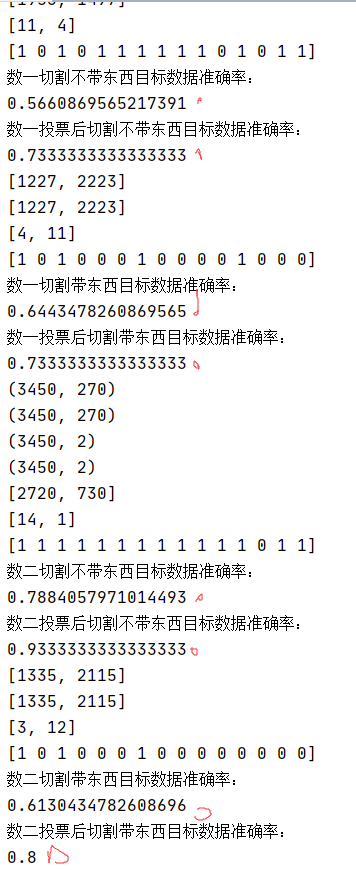 [11, 4]
[1 0 1 0 1 1 1 1 1 1 0 1 0 1 1]
数一切割不带东西目标数据准确率：
0.5660869565217391
数一投票后切割不带东西目标数据准确率：
0.7333333333333333
[1227, 2223]
[1227, 2223]
[4, 11]
[1 0 1 0 0 0 1 0 0 0 0 1 0 0 0]
数一切割带东西目标数据准确率：
0.6443478260869565
数一投票后切割带东西目标数据准确率：
0.7333333333333333
(3450, 270)
(3450, 270)
(3450, 2)
(3450, 2)
[2720, 730]
[14, 1]
[1 1 1 1 1 1 1 1 1 1 1 1 0 1 1]
数二切割不带东西目标数据准确率：
0.7884057971014493
数二投票后切割不带东西目标数据准确率：
0.9333333333333333
[1335, 2115]
[1335, 2115]
[3, 12]
[1 0 1 0 0 0 1 0 0 0 0 0 0 0 0]
数二切割带东西目标数据准确率：
0.6130434782608696
数二投票后切割带东西目标数据准确率：
0.8